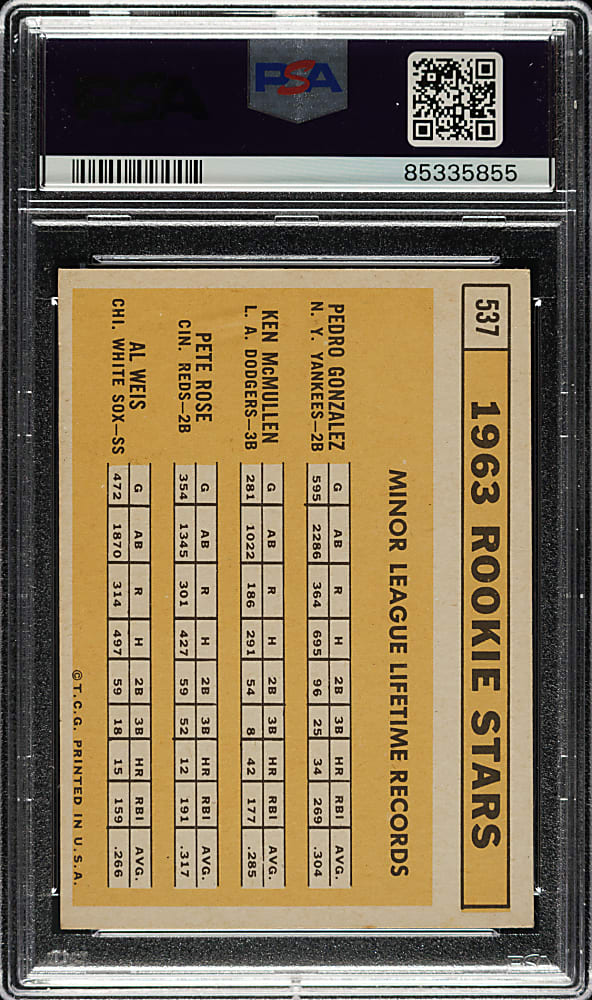 PSA
PSA
85335855
537
1963 ROOKIE STARS
MINOR LEAGUE LIFETIME RECORDS
PEDRO GONZALEZ
N. Y. YANKEES—2B
G AB R H 2B 3B HR RBI AVG.
595 2286 364 695 96 25 34 269 .304
KEN McMULLEN
L. A. DODGERS—3B
G AB R H 2B 3B HR RBI AVG.
281 1022 186 291 54 8 42 177 .285
PETE ROSE
CIN. REDS—2B
G AB R H 2B 3B HR RBI AVG.
354 1345 301 427 59 52 12 191 .317
AL WEIS
CHI. WHITE SOX—SS
G AB R H 2B 3B HR RBI AVG.
472 1870 314 497 59 18 15 159 .266
© T.C.G. PRINTED IN U.S.A.
PSA